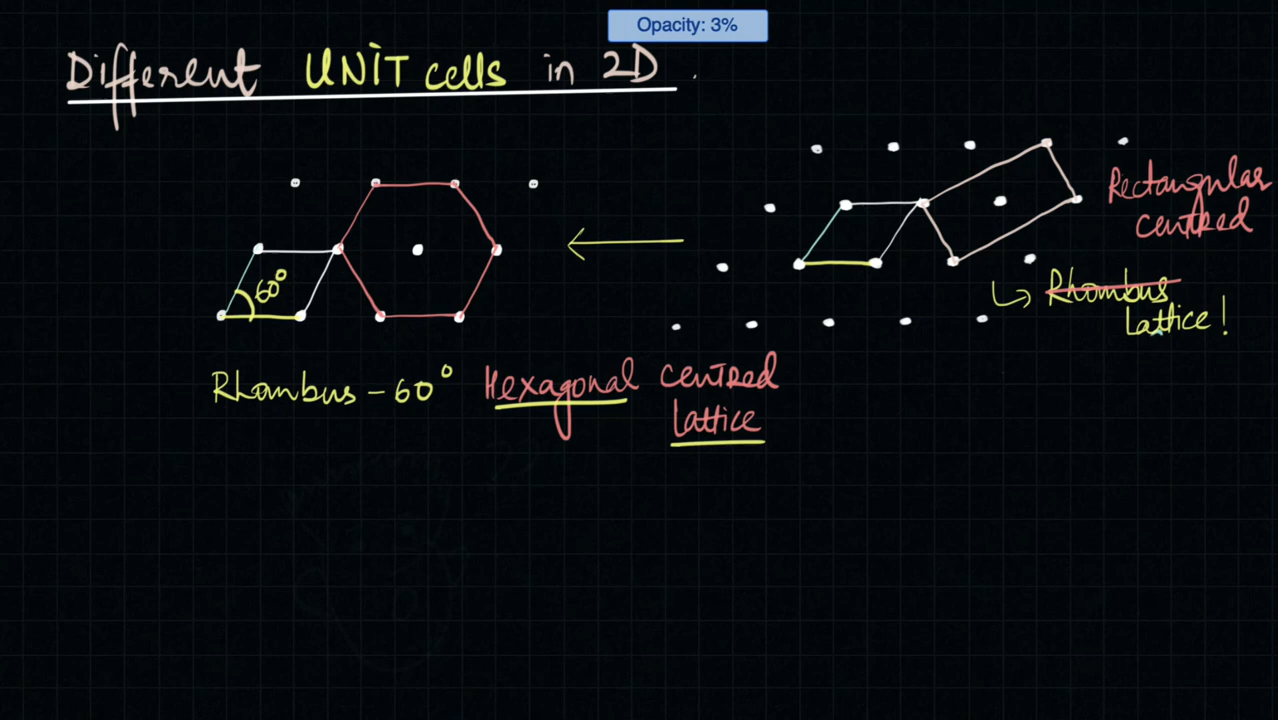 Opacity: 3%
Different UNIT cells in 2D.
Rectangular
centred
60°
Rhombus
Lattice!
Rhombus - 60° Hexagonal centred
lattice